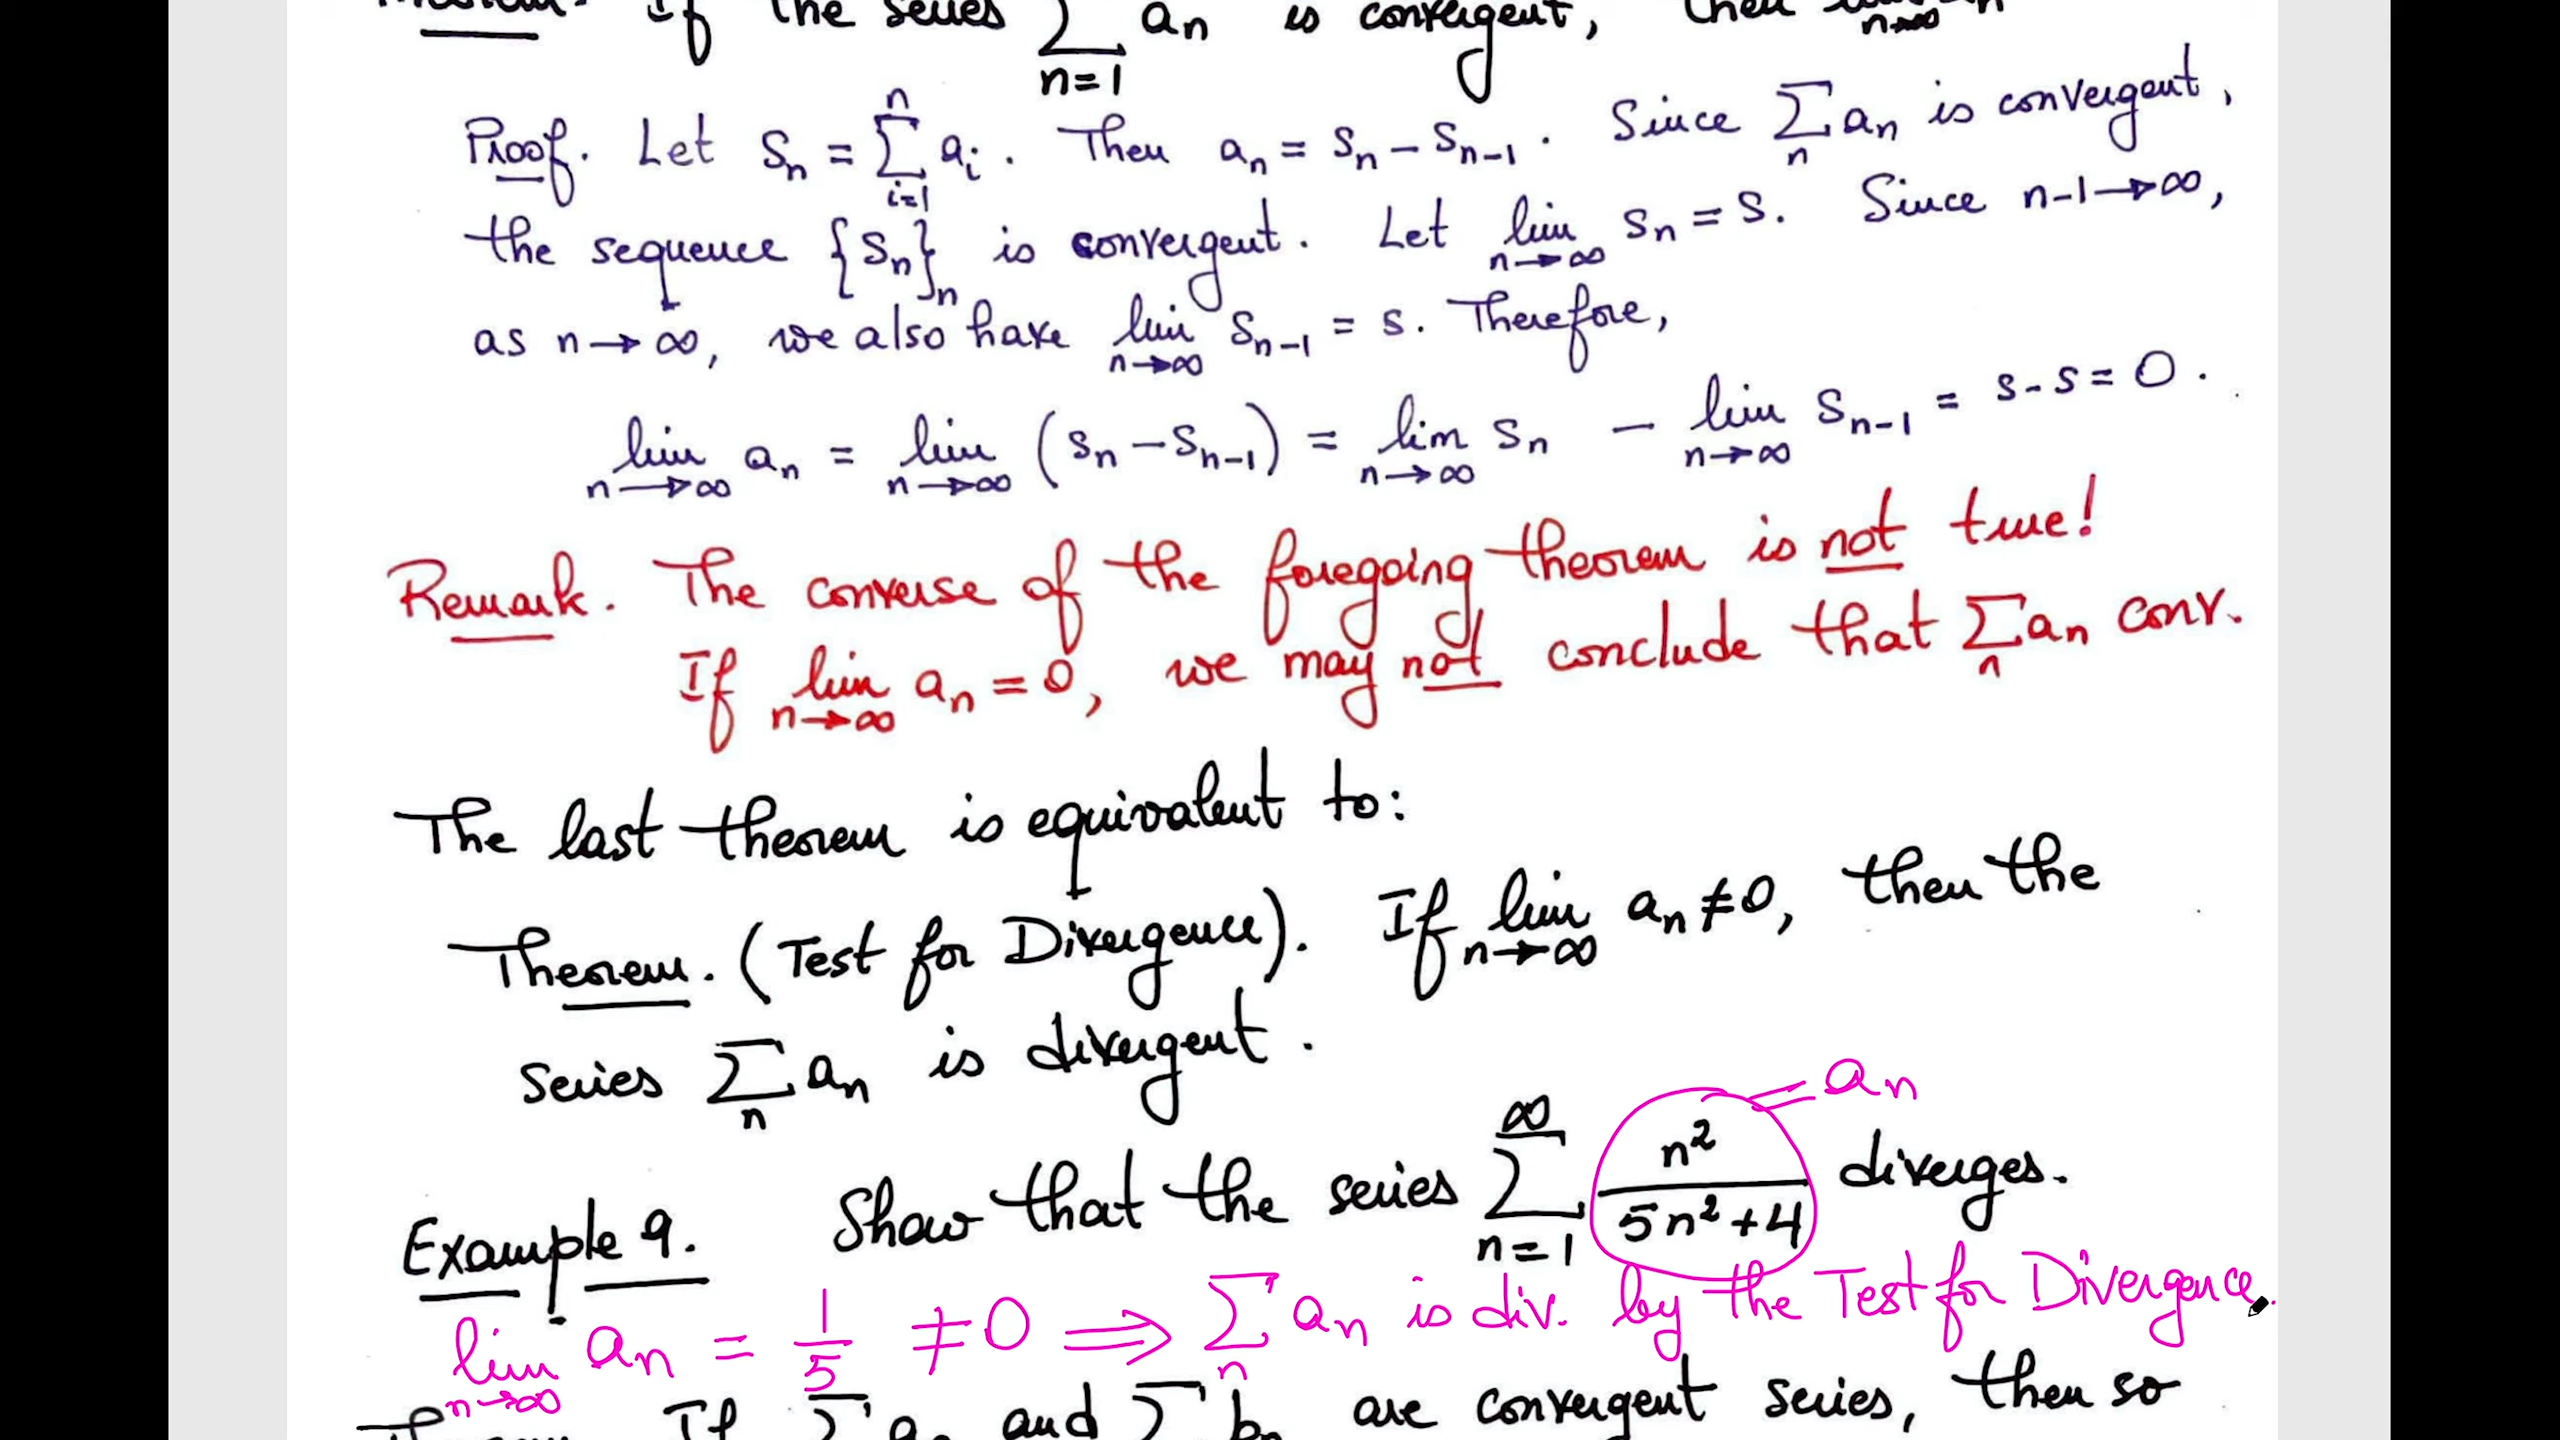 Theorem. If the series ∑_{n=1} a_n is convergent, then lim_{n→∞} a_n
Proof. Let s_n = ∑_{i=1}^{n} a_i. Then a_n = s_n − s_{n−1}. Since ∑_n a_n is convergent,
the sequence {s_n}_n is convergent. Let lim_{n→∞} s_n = s. Since n−1→∞,
as n→∞, we also have lim_{n→∞} s_{n−1} = s. Therefore,
lim_{n→∞} a_n = lim_{n→∞} (s_n − s_{n−1}) = lim_{n→∞} s_n − lim_{n→∞} s_{n−1} = s − s = 0.
Remark. The converse of the foregoing theorem is not true!
If lim_{n→∞} a_n = 0, we may not conclude that ∑_n a_n conv.
The last theorem is equivalent to:
Theorem. (Test for Divergence). If lim_{n→∞} a_n ≠ 0, then the
series ∑_n a_n is divergent.
= a_n
Example 9. Show that the series ∑_{n=1}^{∞} n²/(5n²+4) diverges.
lim_{n→∞} a_n = 1/5 ≠ 0 ⟹ ∑_n a_n is div. by the Test for Divergence.
If ∑ a_n and ∑ b_n are convergent series, then so